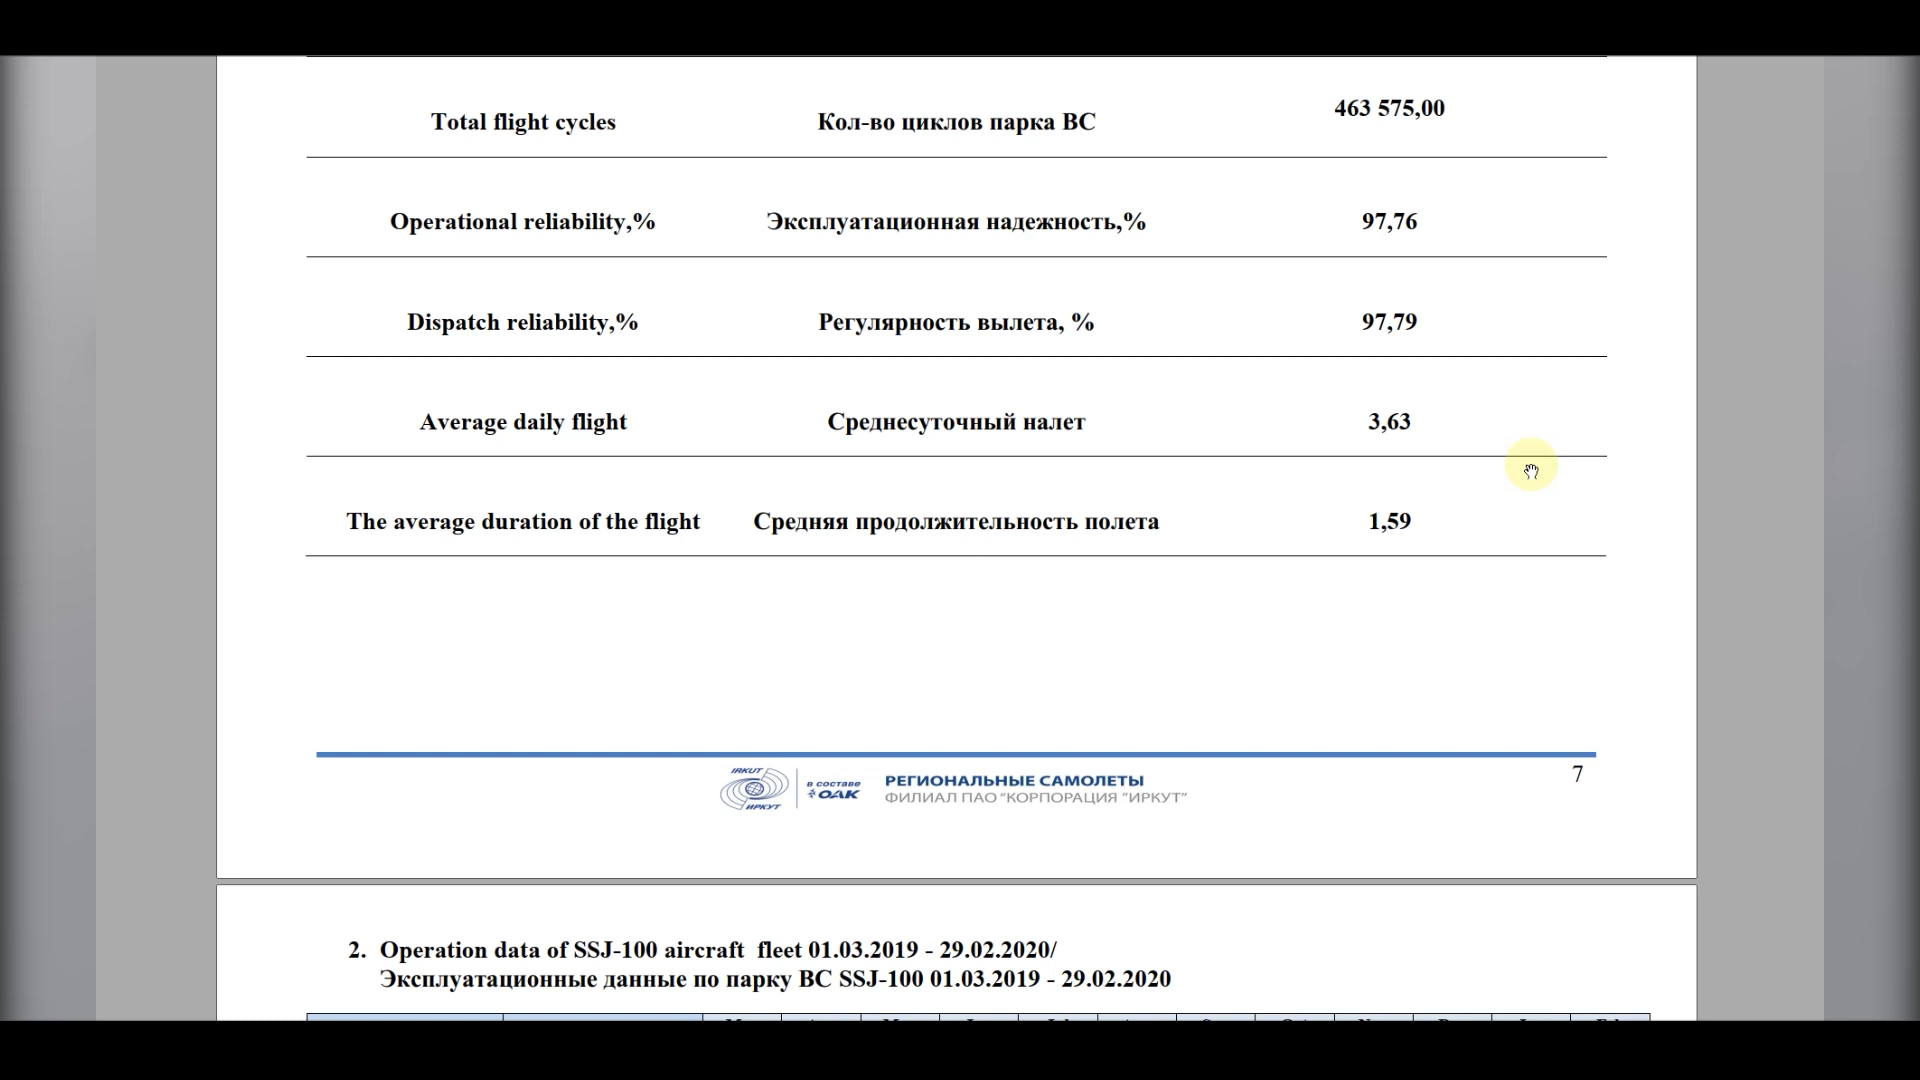 Total flight cycles Кол-во циклов парка ВС 463 575,00
Operational reliability,% Эксплуатационная надежность,% 97,76
Dispatch reliability,% Регулярность вылета, % 97,79
Average daily flight Среднесуточный налет 3,63
The average duration of the flight Средняя продолжительность полета 1,59
7
IRKUT
ИРКУТ
в составе
ОАК
РЕГИОНАЛЬНЫЕ САМОЛЕТЫ
ФИЛИАЛ ПАО "КОРПОРАЦИЯ "ИРКУТ"
2. Operation data of SSJ-100 aircraft fleet 01.03.2019 - 29.02.2020/
Эксплуатационные данные по парку ВС SSJ-100 01.03.2019 - 29.02.2020